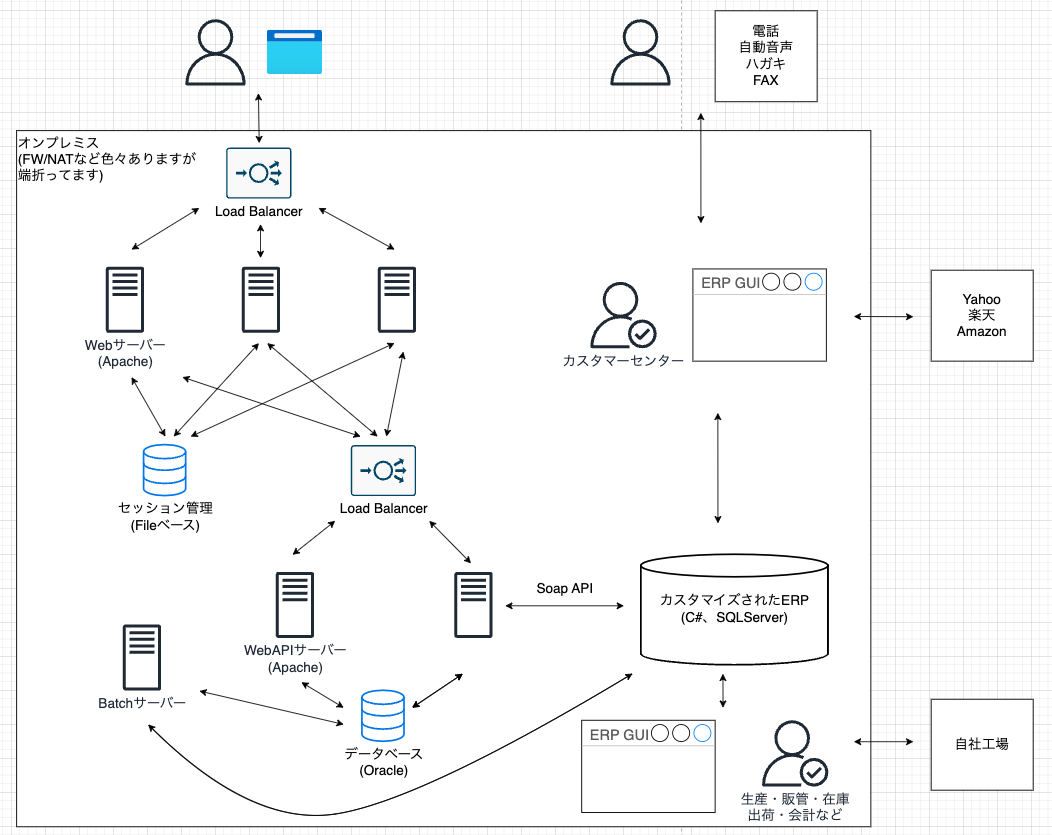 電話
自動音声
ハガキ
FAX
オンプレミス
(FW/NATなど色々ありますが
端折ってます)
Load Balancer
ERP GUI
Webサーバー
(Apache)
カスタマーセンター
Yahoo
楽天
Amazon
セッション管理
(Fileベース)
Load Balancer
Soap API
カスタマイズされたERP
(C#、SQLServer)
WebAPIサーバー
(Apache)
Batchサーバー
データベース
(Oracle)
ERP GUI
生産・販管・在庫
出荷・会計など
自社工場